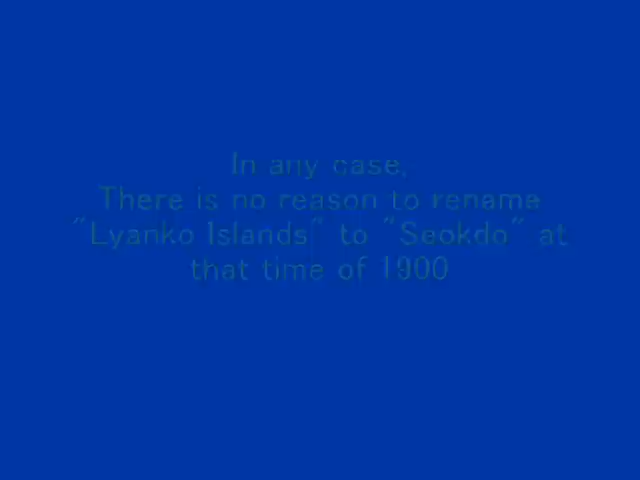 In any case,
There is no reason to rename
"Lyanko Islands" to "Seokdo" at
that time of 1900